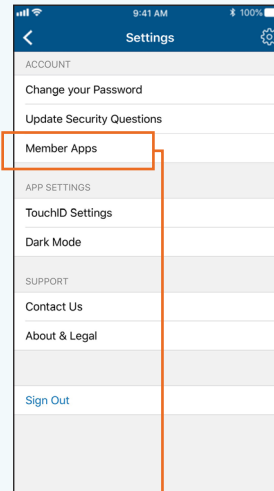 9:41 AM
100%
Settings
ACCOUNT
Change your Password
Update Security Questions
Member Apps
APP SETTINGS
TouchID Settings
Dark Mode
SUPPORT
Contact Us
About & Legal
Sign Out